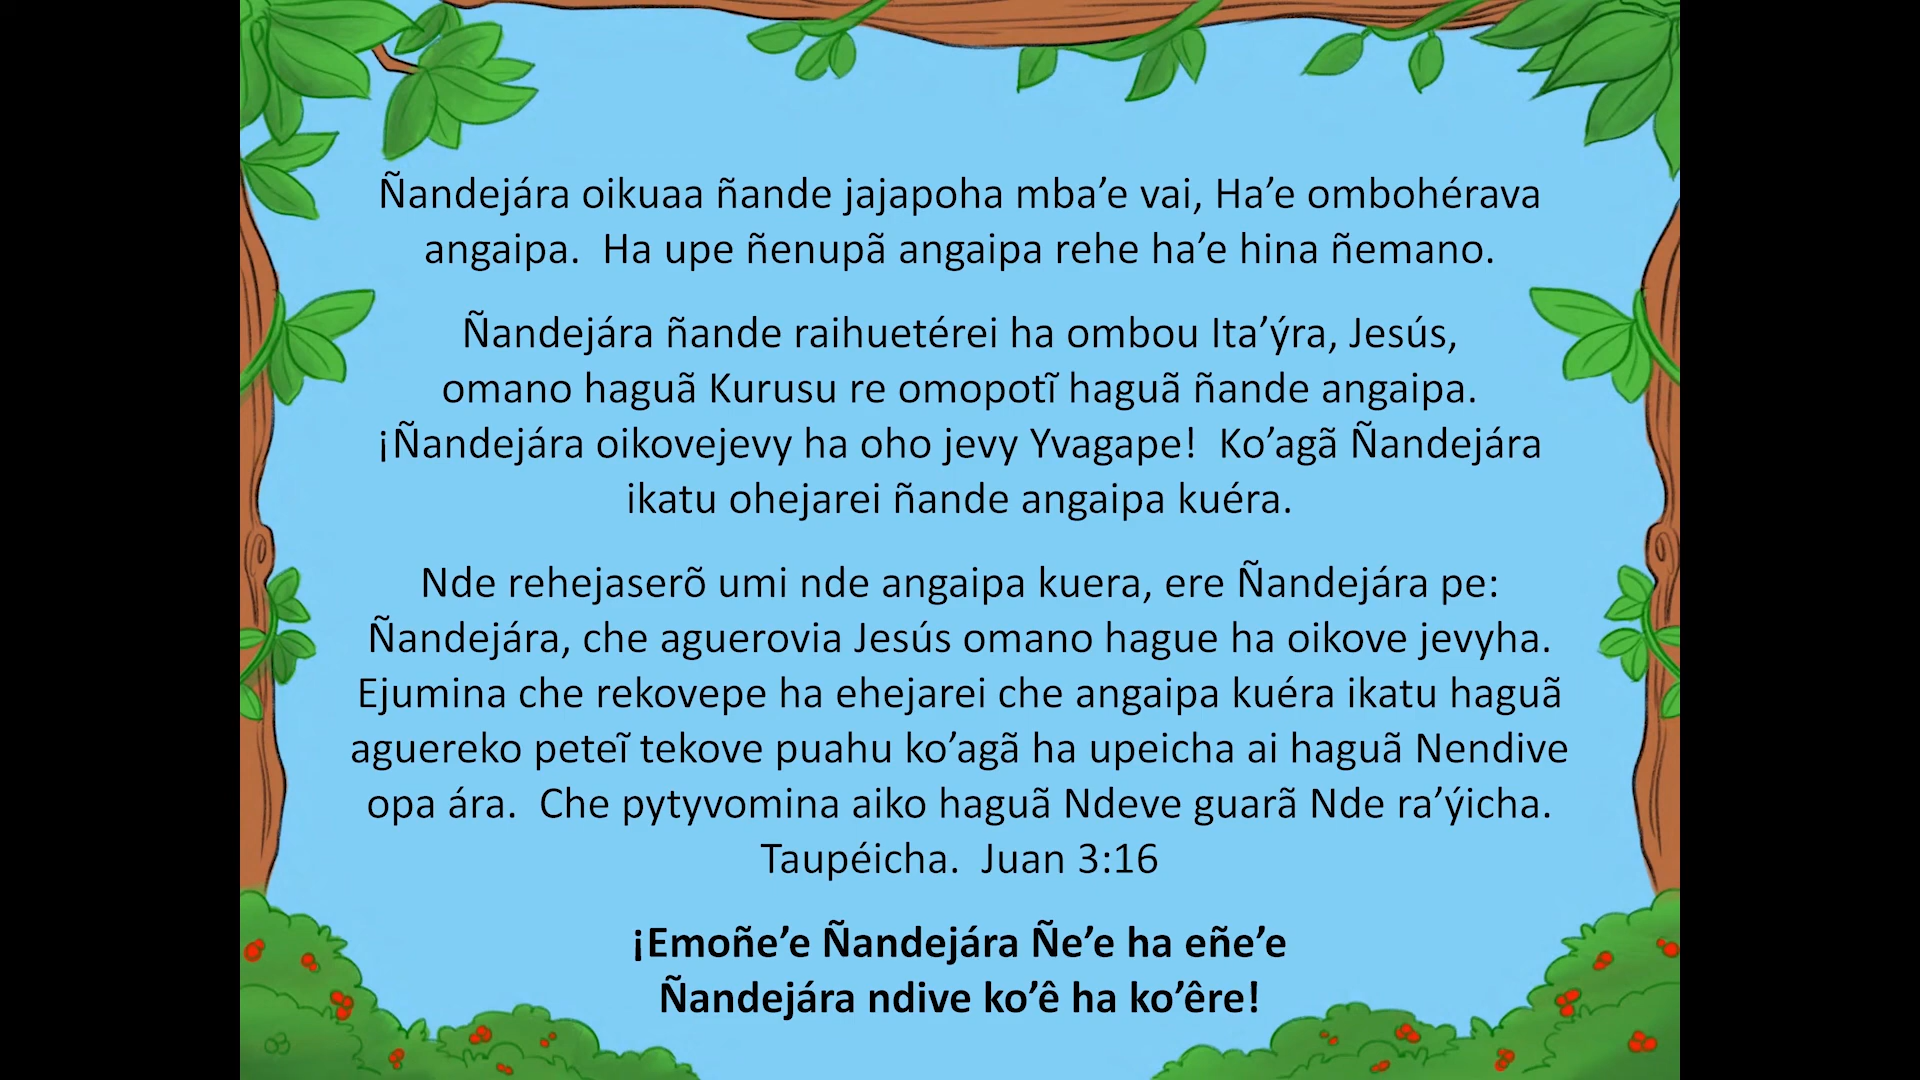 Ñandejára oikuaa ñande jajapoha mba’e vai, Ha’e ombohérava
angaipa.  Ha upe ñenupã angaipa rehe ha’e hina ñemano.
Ñandejára ñande raihuetérei ha ombou Ita’ýra, Jesús,
omano haguã Kurusu re omopotĩ haguã ñande angaipa.
¡Ñandejára oikovejevy ha oho jevy Yvagape!  Ko’agã Ñandejára
ikatu ohejarei ñande angaipa kuéra.
Nde rehejaserõ umi nde angaipa kuera, ere Ñandejára pe:
Ñandejára, che aguerovia Jesús omano hague ha oikove jevyha.
Ejumina che rekovepe ha ehejarei che angaipa kuéra ikatu haguã
aguereko peteĩ tekove puahu ko’agã ha upeicha ai haguã Nendive
opa ára.  Che pytyvomina aiko haguã Ndeve guarã Nde ra’ýicha.
Taupéicha.  Juan 3:16
¡Emoñe’e Ñandejára Ñe’e ha eñe’e
Ñandejára ndive ko’ê ha ko’êre!